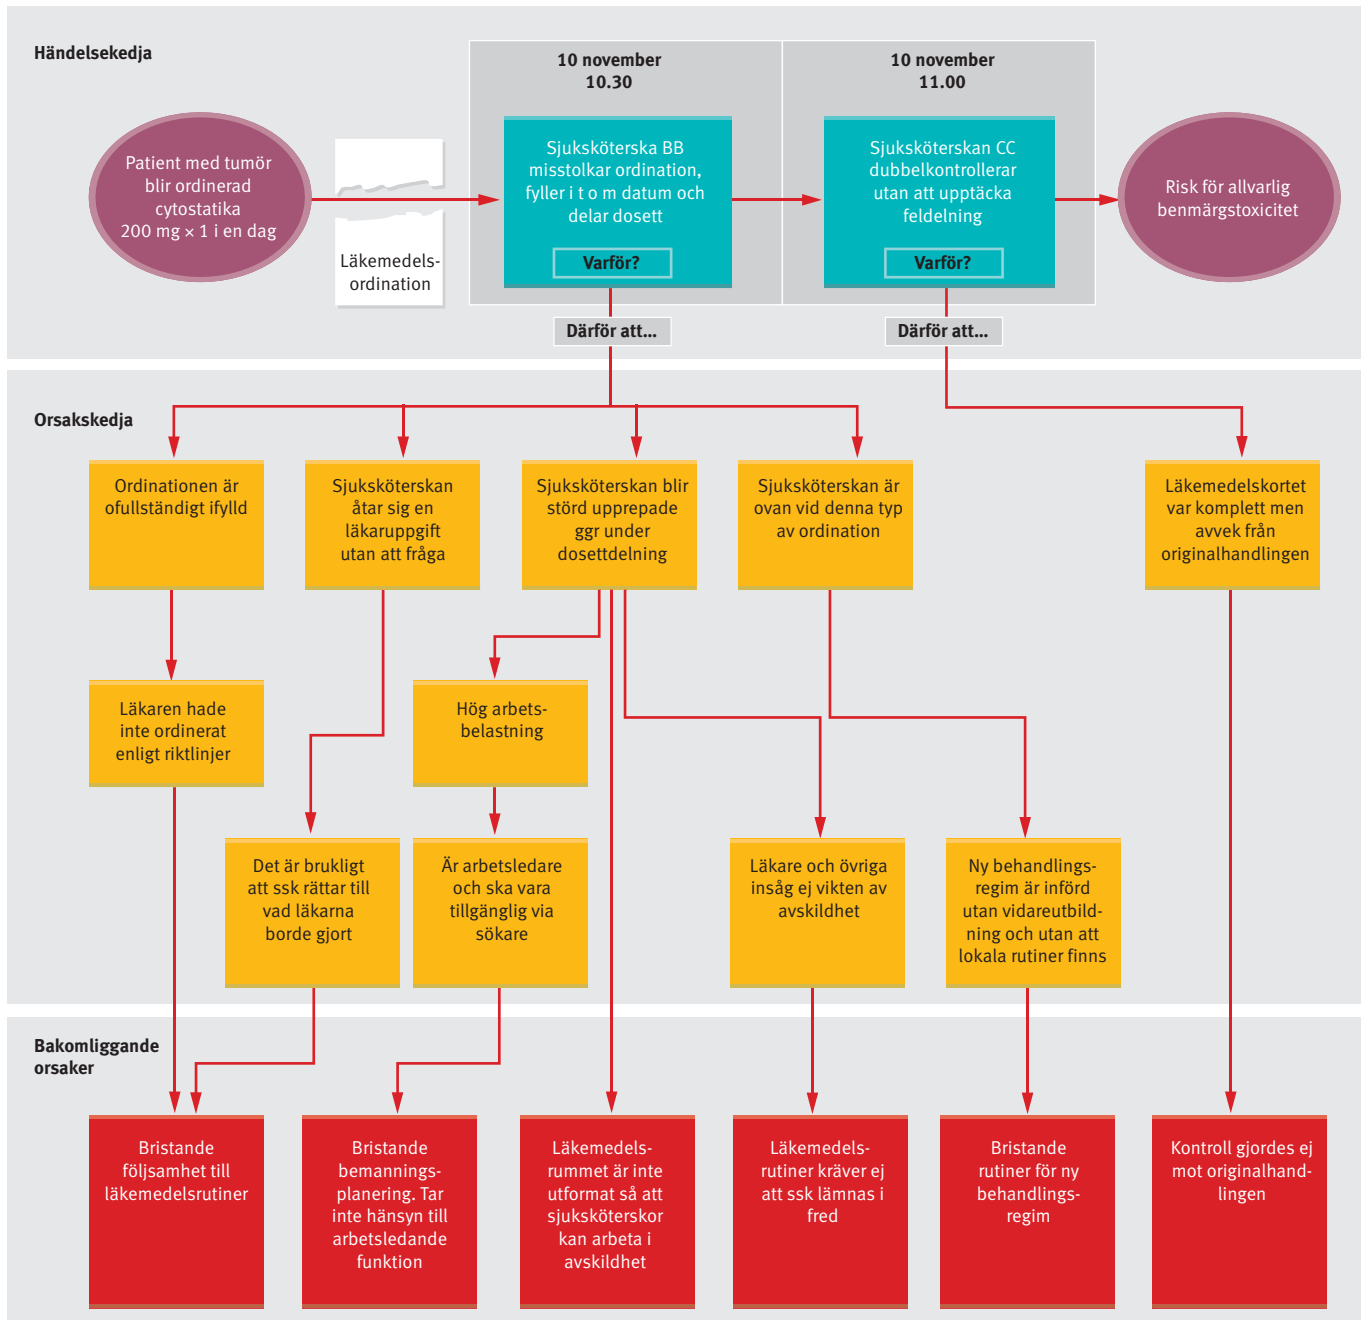 Händelsekedja
10 november
10.30
10 november
11.00
Patient med tumör
blir ordinerad
cytostatika
200 mg × 1 i en dag
Läkemedels-
ordination
Sjuksköterska BB
misstolkar ordination,
fyller i t o m datum och
delar dosett
Varför?
Sjuksköterskan CC
dubbelkontrollerar
utan att upptäcka
feldelning
Varför?
Risk för allvarlig
benmärgstoxicitet
Därför att...
Därför att...
Orsakskedja
Ordinationen är
ofullständigt ifylld
Sjuksköterskan
åtar sig en
läkaruppgift
utan att fråga
Sjuksköterskan blir
störd upprepade
ggr under
dosettdelning
Sjuksköterskan är
ovan vid denna typ
av ordination
Läkemedelskortet
var komplett men
avvek från
originalhandlingen
Läkaren hade
inte ordinerat
enligt riktlinjer
Hög arbets-
belastning
Det är brukligt
att ssk rättar till
vad läkarna
borde gjort
Är arbetsledare
och ska vara
tillgänglig via
sökare
Läkare och övriga
insåg ej vikten av
avskildhet
Ny behandlings-
regim är införd
utan vidareutbild-
ning och utan att
lokala rutiner finns
Bakomliggande
orsaker
Bristande
följsamhet till
läkemedelsrutiner
Bristande
bemannings-
planering. Tar
inte hänsyn till
arbetsledande
funktion
Läkemedels-
rummet är inte
utformat så att
sjuksköterskor
kan arbeta i
avskildhet
Läkemedels-
rutiner kräver ej
att ssk lämnas i
fred
Bristande
rutiner för ny
behandlings-
regim
Kontroll gjordes ej
mot originalhand-
lingen